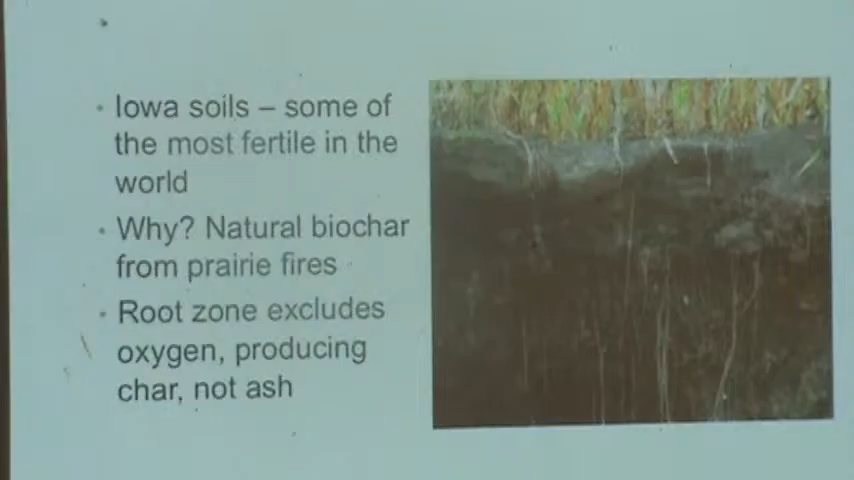 • Iowa soils – some of
the most fertile in the
world
• Why? Natural biochar
from prairie fires
• Root zone excludes
oxygen, producing
char, not ash